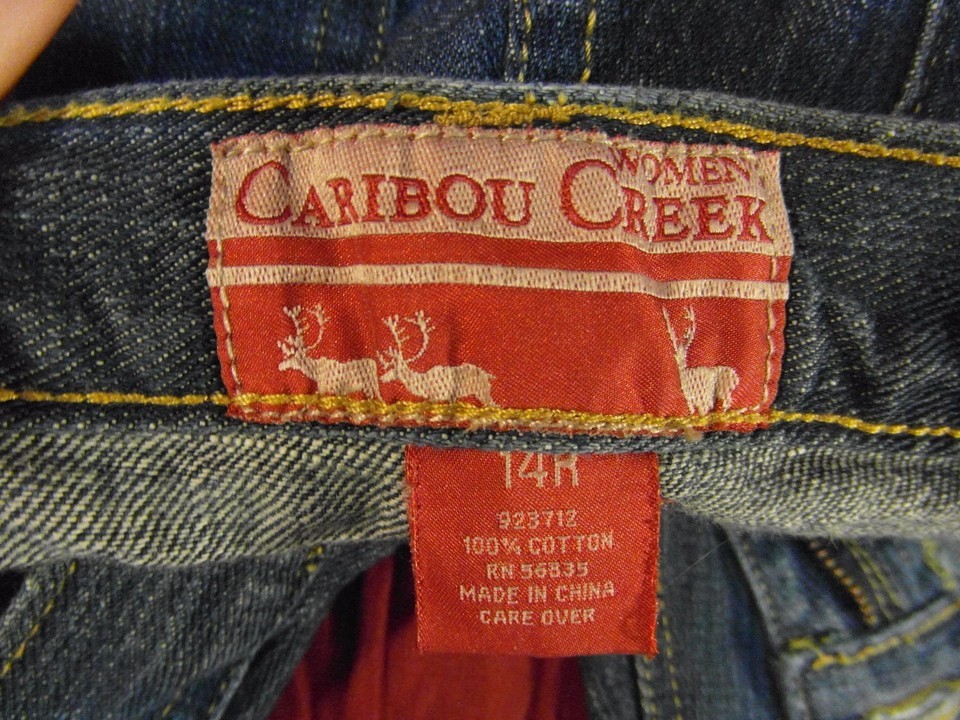 WOMEN
CARIBOU CREEK
14R
923712
100% COTTON
RN 56835
MADE IN CHINA
CARE OVER